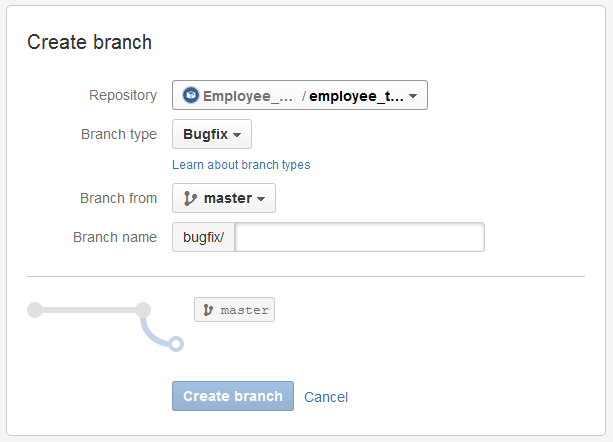 Create branch
Repository Employee_... / employee_t...
Branch type Bugfix
Learn about branch types
Branch from master
Branch name bugfix/
master
Create branch Cancel